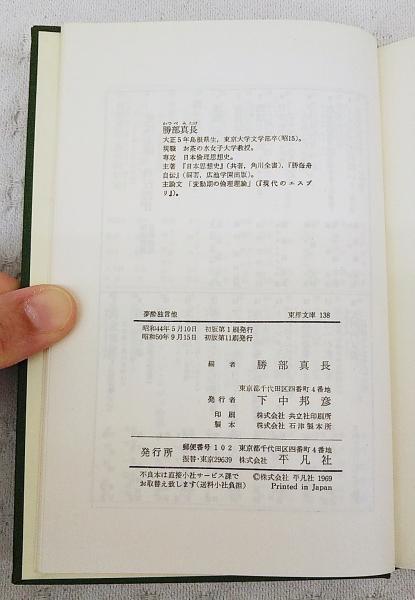 かつべ みたけ
勝部真長
大正5年島根県生,東京大学文学部卒(昭15)。
現職 お茶の水女子大学教授。
専攻 日本倫理思想史。
主著 『日本思想史』(共著,角川全書),『勝海舟
自伝』(編著,広池学園出版)。
主論文 「変動期の倫理理論」(『現代のエスプ
リ』)。
夢酔独言他 東洋文庫 138
昭和44年5月10日 初版第1刷発行
昭和50年9月15日 初版第11刷発行
編者 勝部真長
東京都千代田区四番町4番地
発行者 下中邦彦
印刷 株式会社 共立社印刷所
製本 株式会社 石津製本所
発行所 郵便番号102 東京都千代田区四番町4番地
振替・東京29639 株式会社 平凡社
不良本は直接小社サービス課で
お取替え致します(送料小社負担)
©株式会社 平凡社 1969
Printed in Japan